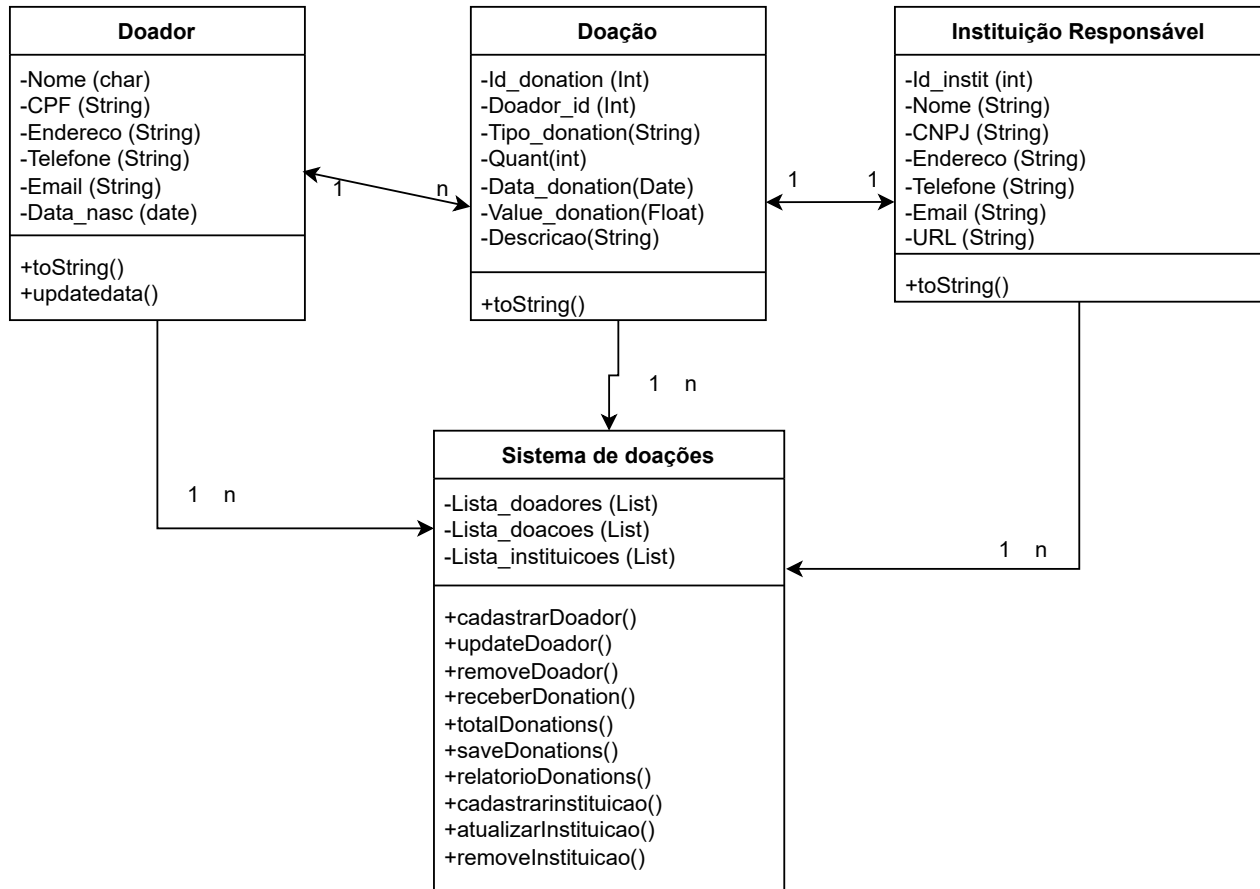 Doador
-Nome (char)
-CPF (String)
-Endereco (String)
-Telefone (String)
-Email (String)
-Data_nasc (date)
+toString()
+updatedata()
1
n
Doação
-Id_donation (Int)
-Doador_id (Int)
-Tipo_donation(String)
-Quant(int)
-Data_donation(Date)
-Value_donation(Float)
-Descricao(String)
+toString()
1
1
Instituição Responsável
-Id_instit (int)
-Nome (String)
-CNPJ (String)
-Endereco (String)
-Telefone (String)
-Email (String)
-URL (String)
+toString()
1 n
1 n
1 n
Sistema de doações
-Lista_doadores (List)
-Lista_doacoes (List)
-Lista_instituicoes (List)
+cadastrarDoador()
+updateDoador()
+removeDoador()
+receberDonation()
+totalDonations()
+saveDonations()
+relatorioDonations()
+cadastrarinstituicao()
+atualizarInstituicao()
+removeInstituicao()